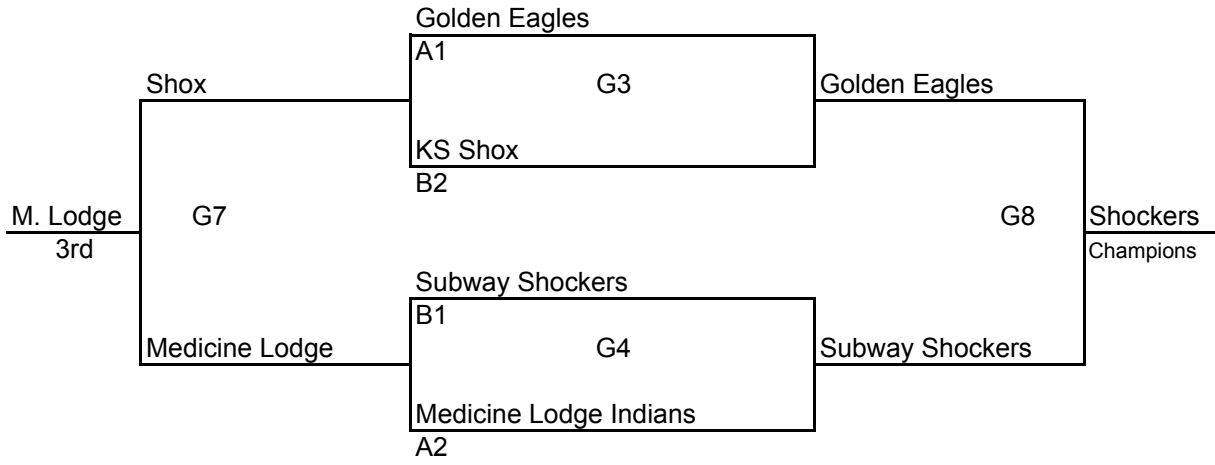 Golden Eagles
A1
Shox
G3
Golden Eagles
KS Shox
B2
M. Lodge
G7
G8
Shockers
3rd
Champions
Subway Shockers
B1
Medicine Lodge
G4
Subway Shockers
Medicine Lodge Indians
A2